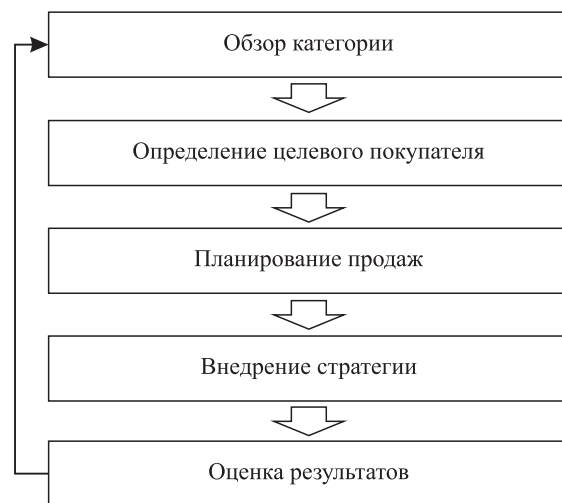 Обзор категории
Определение целевого покупателя
Планирование продаж
Внедрение стратегии
Оценка результатов